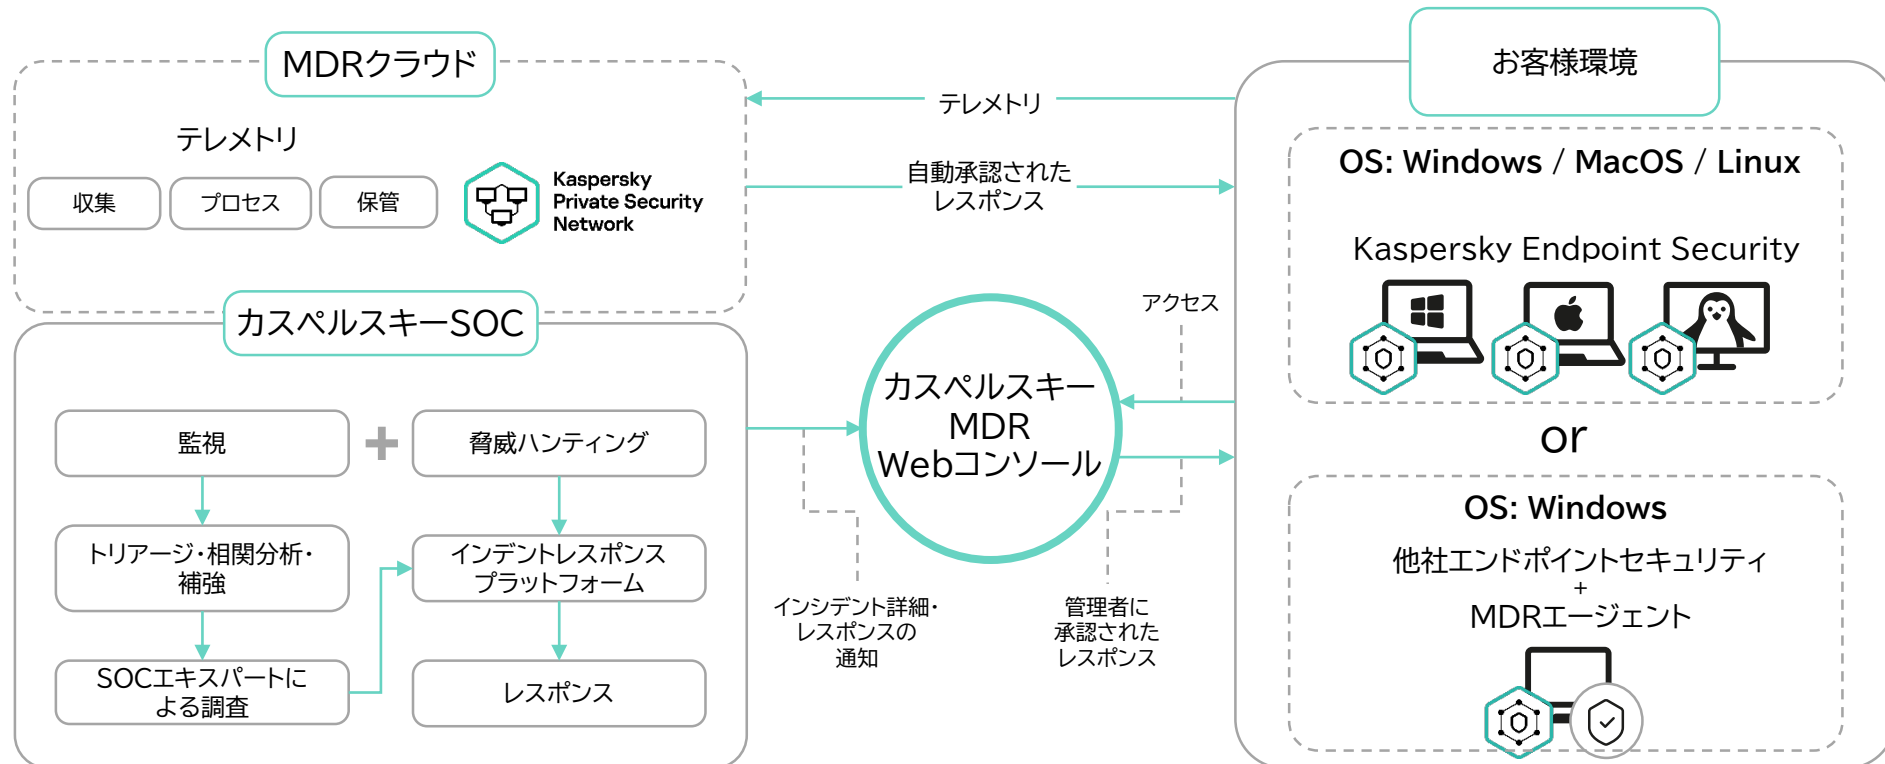 MDRクラウド
テレメトリ
収集
プロセス
保管
Kaspersky
Private Security
Network
カスペルスキーSOC
監視
脅威ハンティング
トリアージ・相関分析・
補強
インデントレスポンス
プラットフォーム
SOCエキスパートに
よる調査
レスポンス
テレメトリ
自動承認された
レスポンス
アクセス
カスペルスキー
MDR
Webコンソール
インシデント詳細・
レスポンスの
通知
管理者に
承認された
レスポンス
お客様環境
OS: Windows / MacOS / Linux
Kaspersky Endpoint Security
or
OS: Windows
他社エンドポイントセキュリティ
+
MDRエージェント